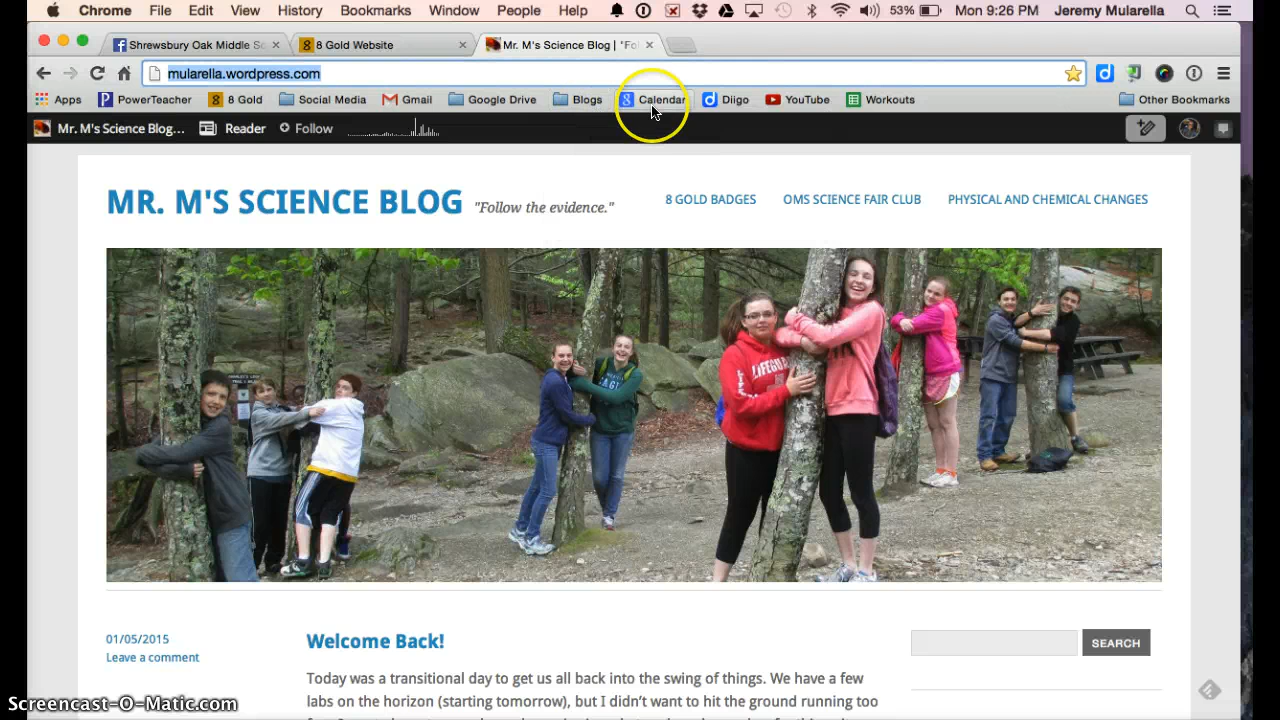 Chrome File Edit View History Bookmarks Window People Help 53% Mon 9:26 PM Jeremy Mularella
Shrewsbury Oak Middle Sc 8 Gold Website Mr. M's Science Blog | "Fol
mularella.wordpress.com
Apps PowerTeacher 8 Gold Social Media Gmail Google Drive Blogs Calendar Diigo YouTube Workouts Other Bookmarks
Mr. M's Science Blog... Reader Follow
MR. M'S SCIENCE BLOG "Follow the evidence." 8 GOLD BADGES OMS SCIENCE FAIR CLUB PHYSICAL AND CHEMICAL CHANGES
LIFEGUARD
01/05/2015 Welcome Back! SEARCH
Leave a comment
Today was a transitional day to get us all back into the swing of things. We have a few
labs on the horizon (starting tomorrow), but I didn't want to hit the ground running too
Screencast-O-Matic.com